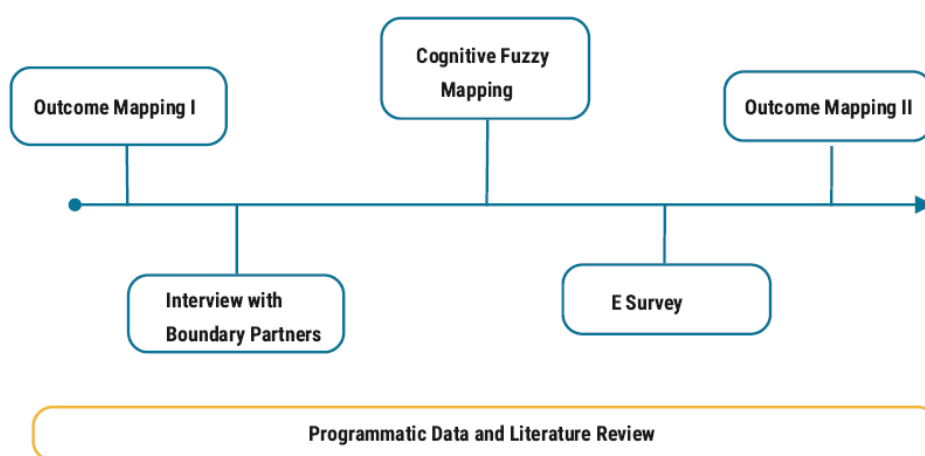 Cognitive Fuzzy
Mapping
Outcome Mapping I
Outcome Mapping II
Interview with
Boundary Partners
E Survey
Programmatic Data and Literature Review